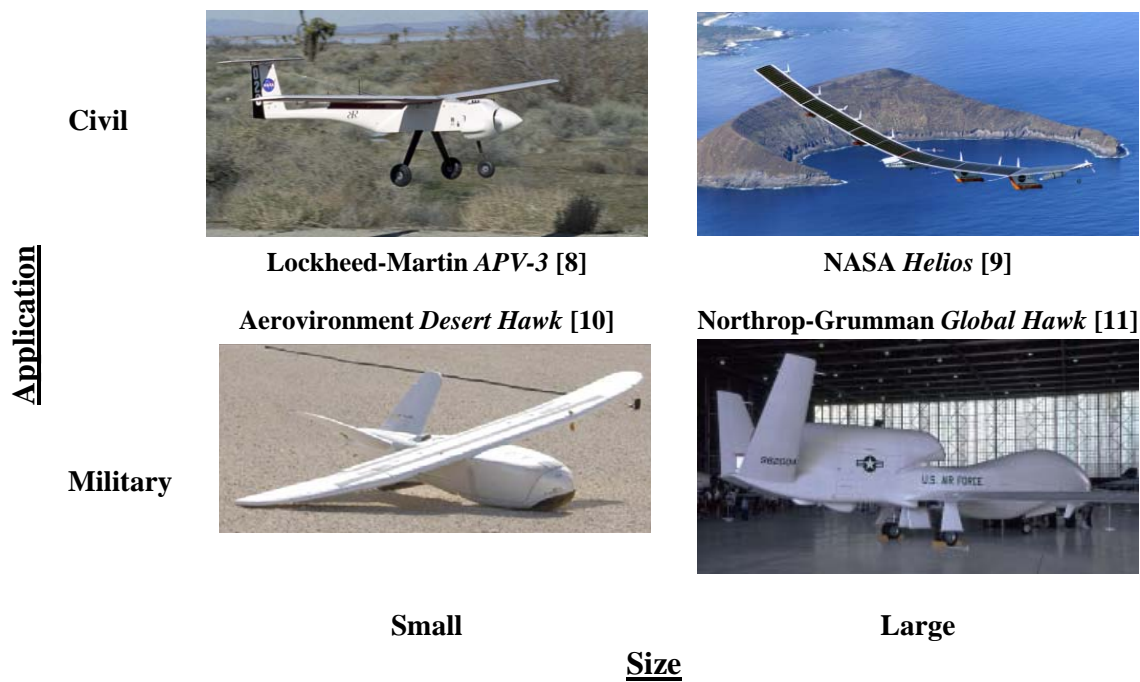 Civil
Lockheed-Martin APV-3 [8]
NASA Helios [9]
Application
Aerovironment Desert Hawk [10]
Northrop-Grumman Global Hawk [11]
U.S. AIR FORCE
Military
Small
Large
Size